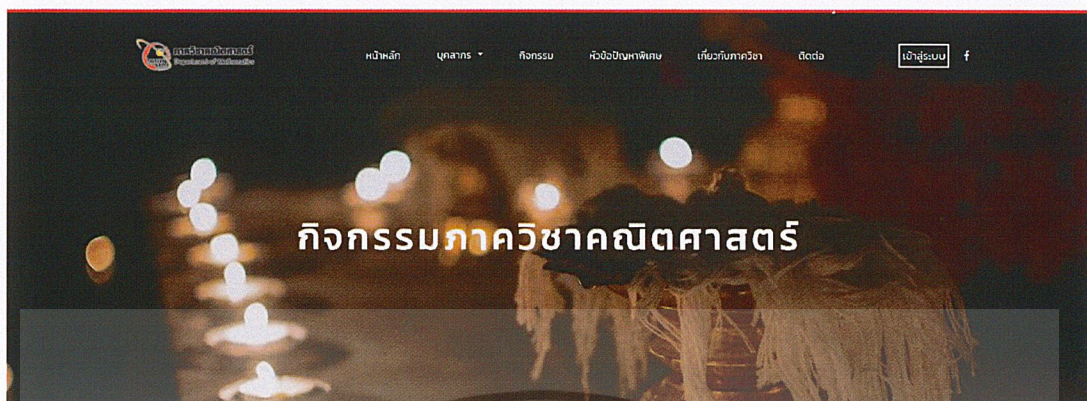 ภาควิชาคณิตศาสตร์
Department of Mathematics
หน้าหลัก บุคลากร กิจกรรม หัวข้อปัญหาพิเศษ เกี่ยวกับภาควิชา ติดต่อ เข้าสู่ระบบ f
กิจกรรมภาควิชาคณิตศาสตร์